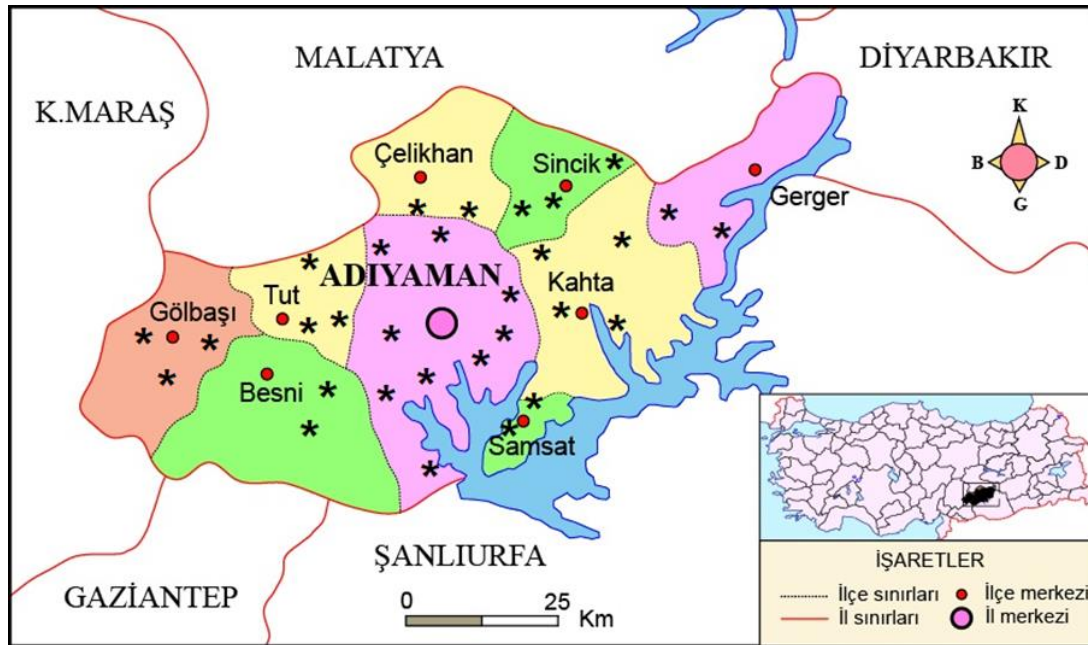 MALATYA
DİYARBAKIR
K.MARAŞ
K
B
D
G
Çelikhan
Sincik
Gerger
ADIYAMAN
Kahta
Gölbaşı
Tut
Besni
Samsat
ŞANLIURFA
GAZİANTEP
0
25
Km
İŞARETLER
İlçe sınırları
İlçe merkezi
İl sınırları
İl merkezi